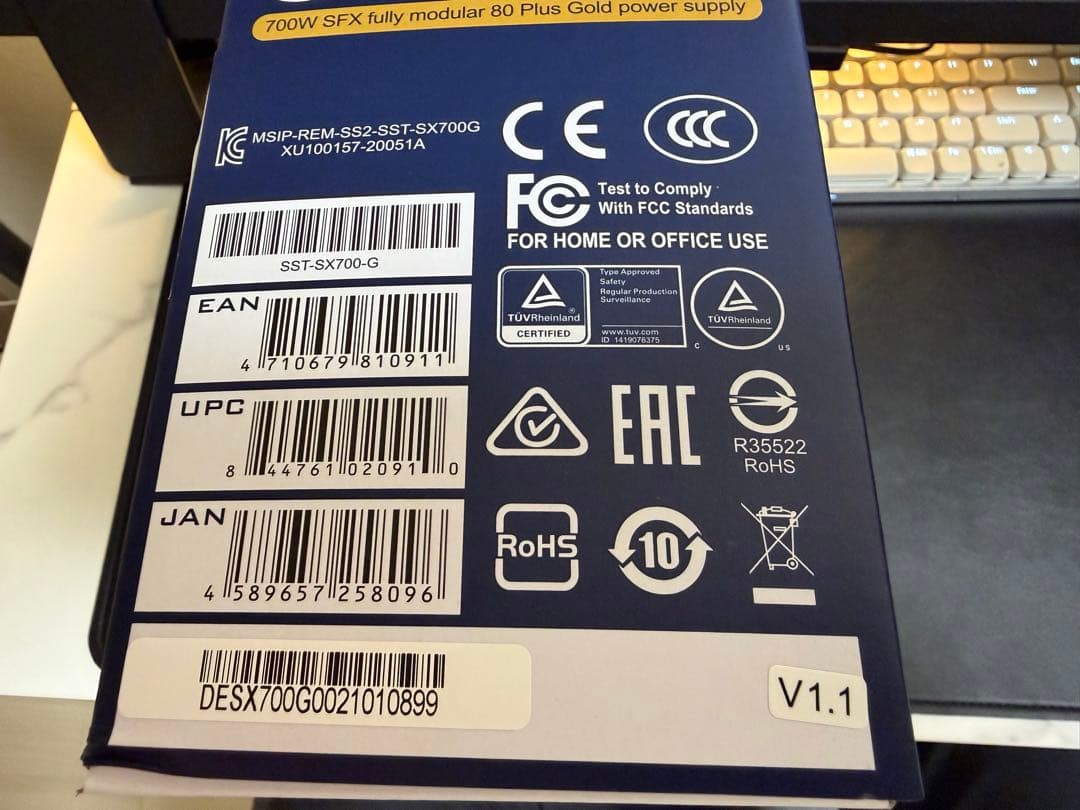 700W SFX fully modular 80 Plus Gold power supply
MSIP-REM-SS2-SST-SX700G
XU100157-20051A
CE
CCC
FC
Test to Comply
With FCC Standards
FOR HOME OR OFFICE USE
SST-SX700-G
EAN
4 710679 810911
UPC
8 44761 02091 0
JAN
4 589657 258096
TÜVRheinland
CERTIFIED
Type Approved
Safety
Regular Production
Surveillance
www.tuv.com
ID 1419076375
TÜVRheinland
C US
EAC
R35522
RoHS
RoHS
10
DESX700G0021010899
V1.1
Enter
Shift